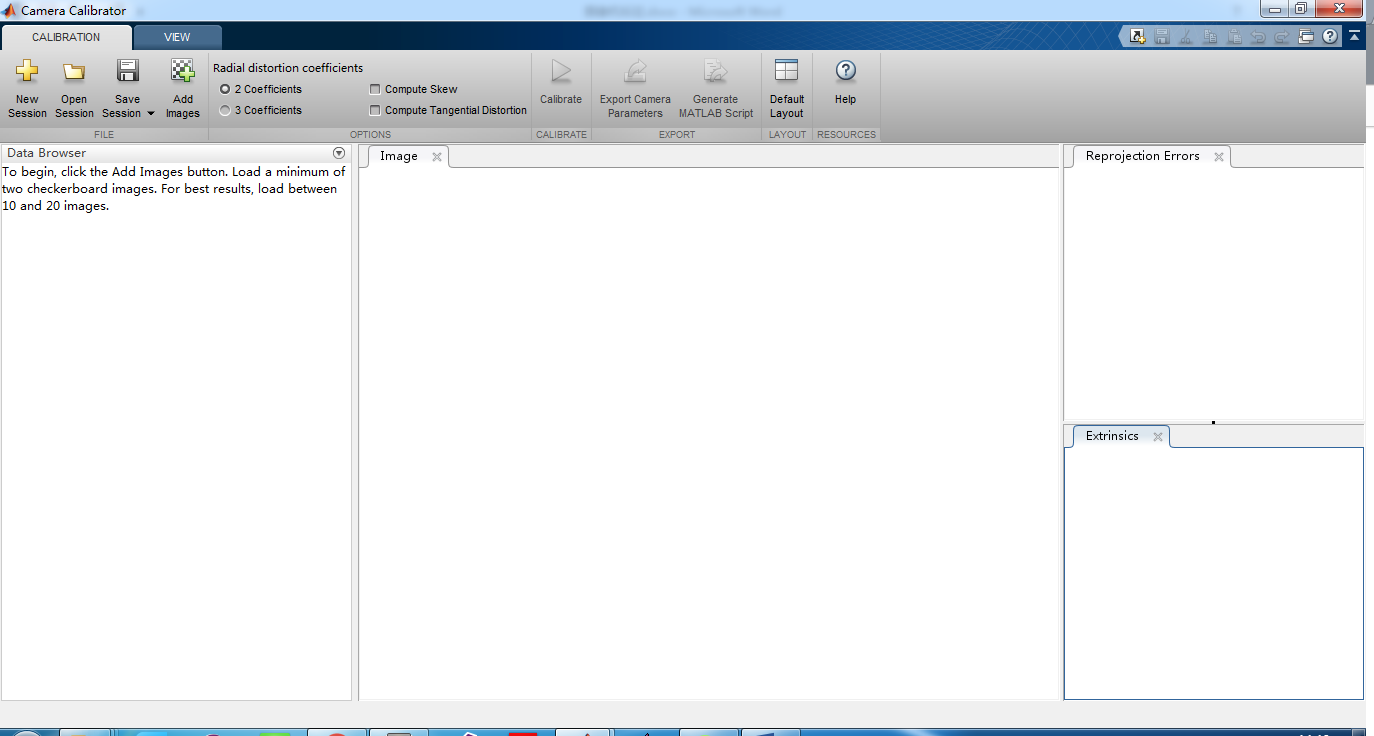 Camera Calibrator
CALIBRATION
VIEW
New
Session
Open
Session
Save
Session
Add
Images
FILE
Radial distortion coefficients
2 Coefficients
3 Coefficients
Compute Skew
Compute Tangential Distortion
OPTIONS
Calibrate
CALIBRATE
Export Camera
Parameters
Generate
MATLAB Script
EXPORT
Default
Layout
LAYOUT
Help
RESOURCES
Data Browser
To begin, click the Add Images button. Load a minimum of
two checkerboard images. For best results, load between
10 and 20 images.
Image
Reprojection Errors
Extrinsics